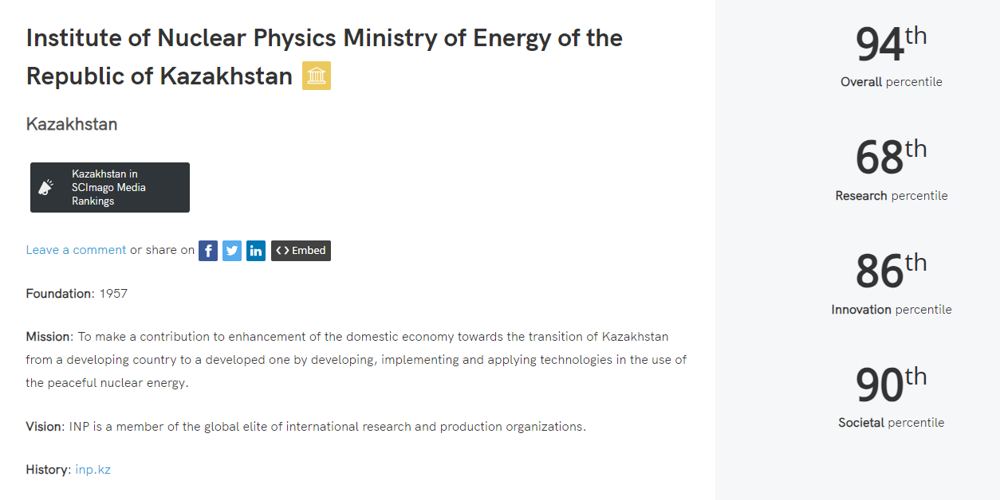 Institute of Nuclear Physics Ministry of Energy of the
Republic of Kazakhstan
Kazakhstan
Kazakhstan in
SCImago Media
Rankings
Leave a comment or share on f in <> Embed
Foundation: 1957
Mission: To make a contribution to enhancement of the domestic economy towards the transition of Kazakhstan
from a developing country to a developed one by developing, implementing and applying technologies in the use of
the peaceful nuclear energy.
Vision: INP is a member of the global elite of international research and production organizations.
History: inp.kz
94th
Overall percentile
68th
Research percentile
86th
Innovation percentile
90th
Societal percentile